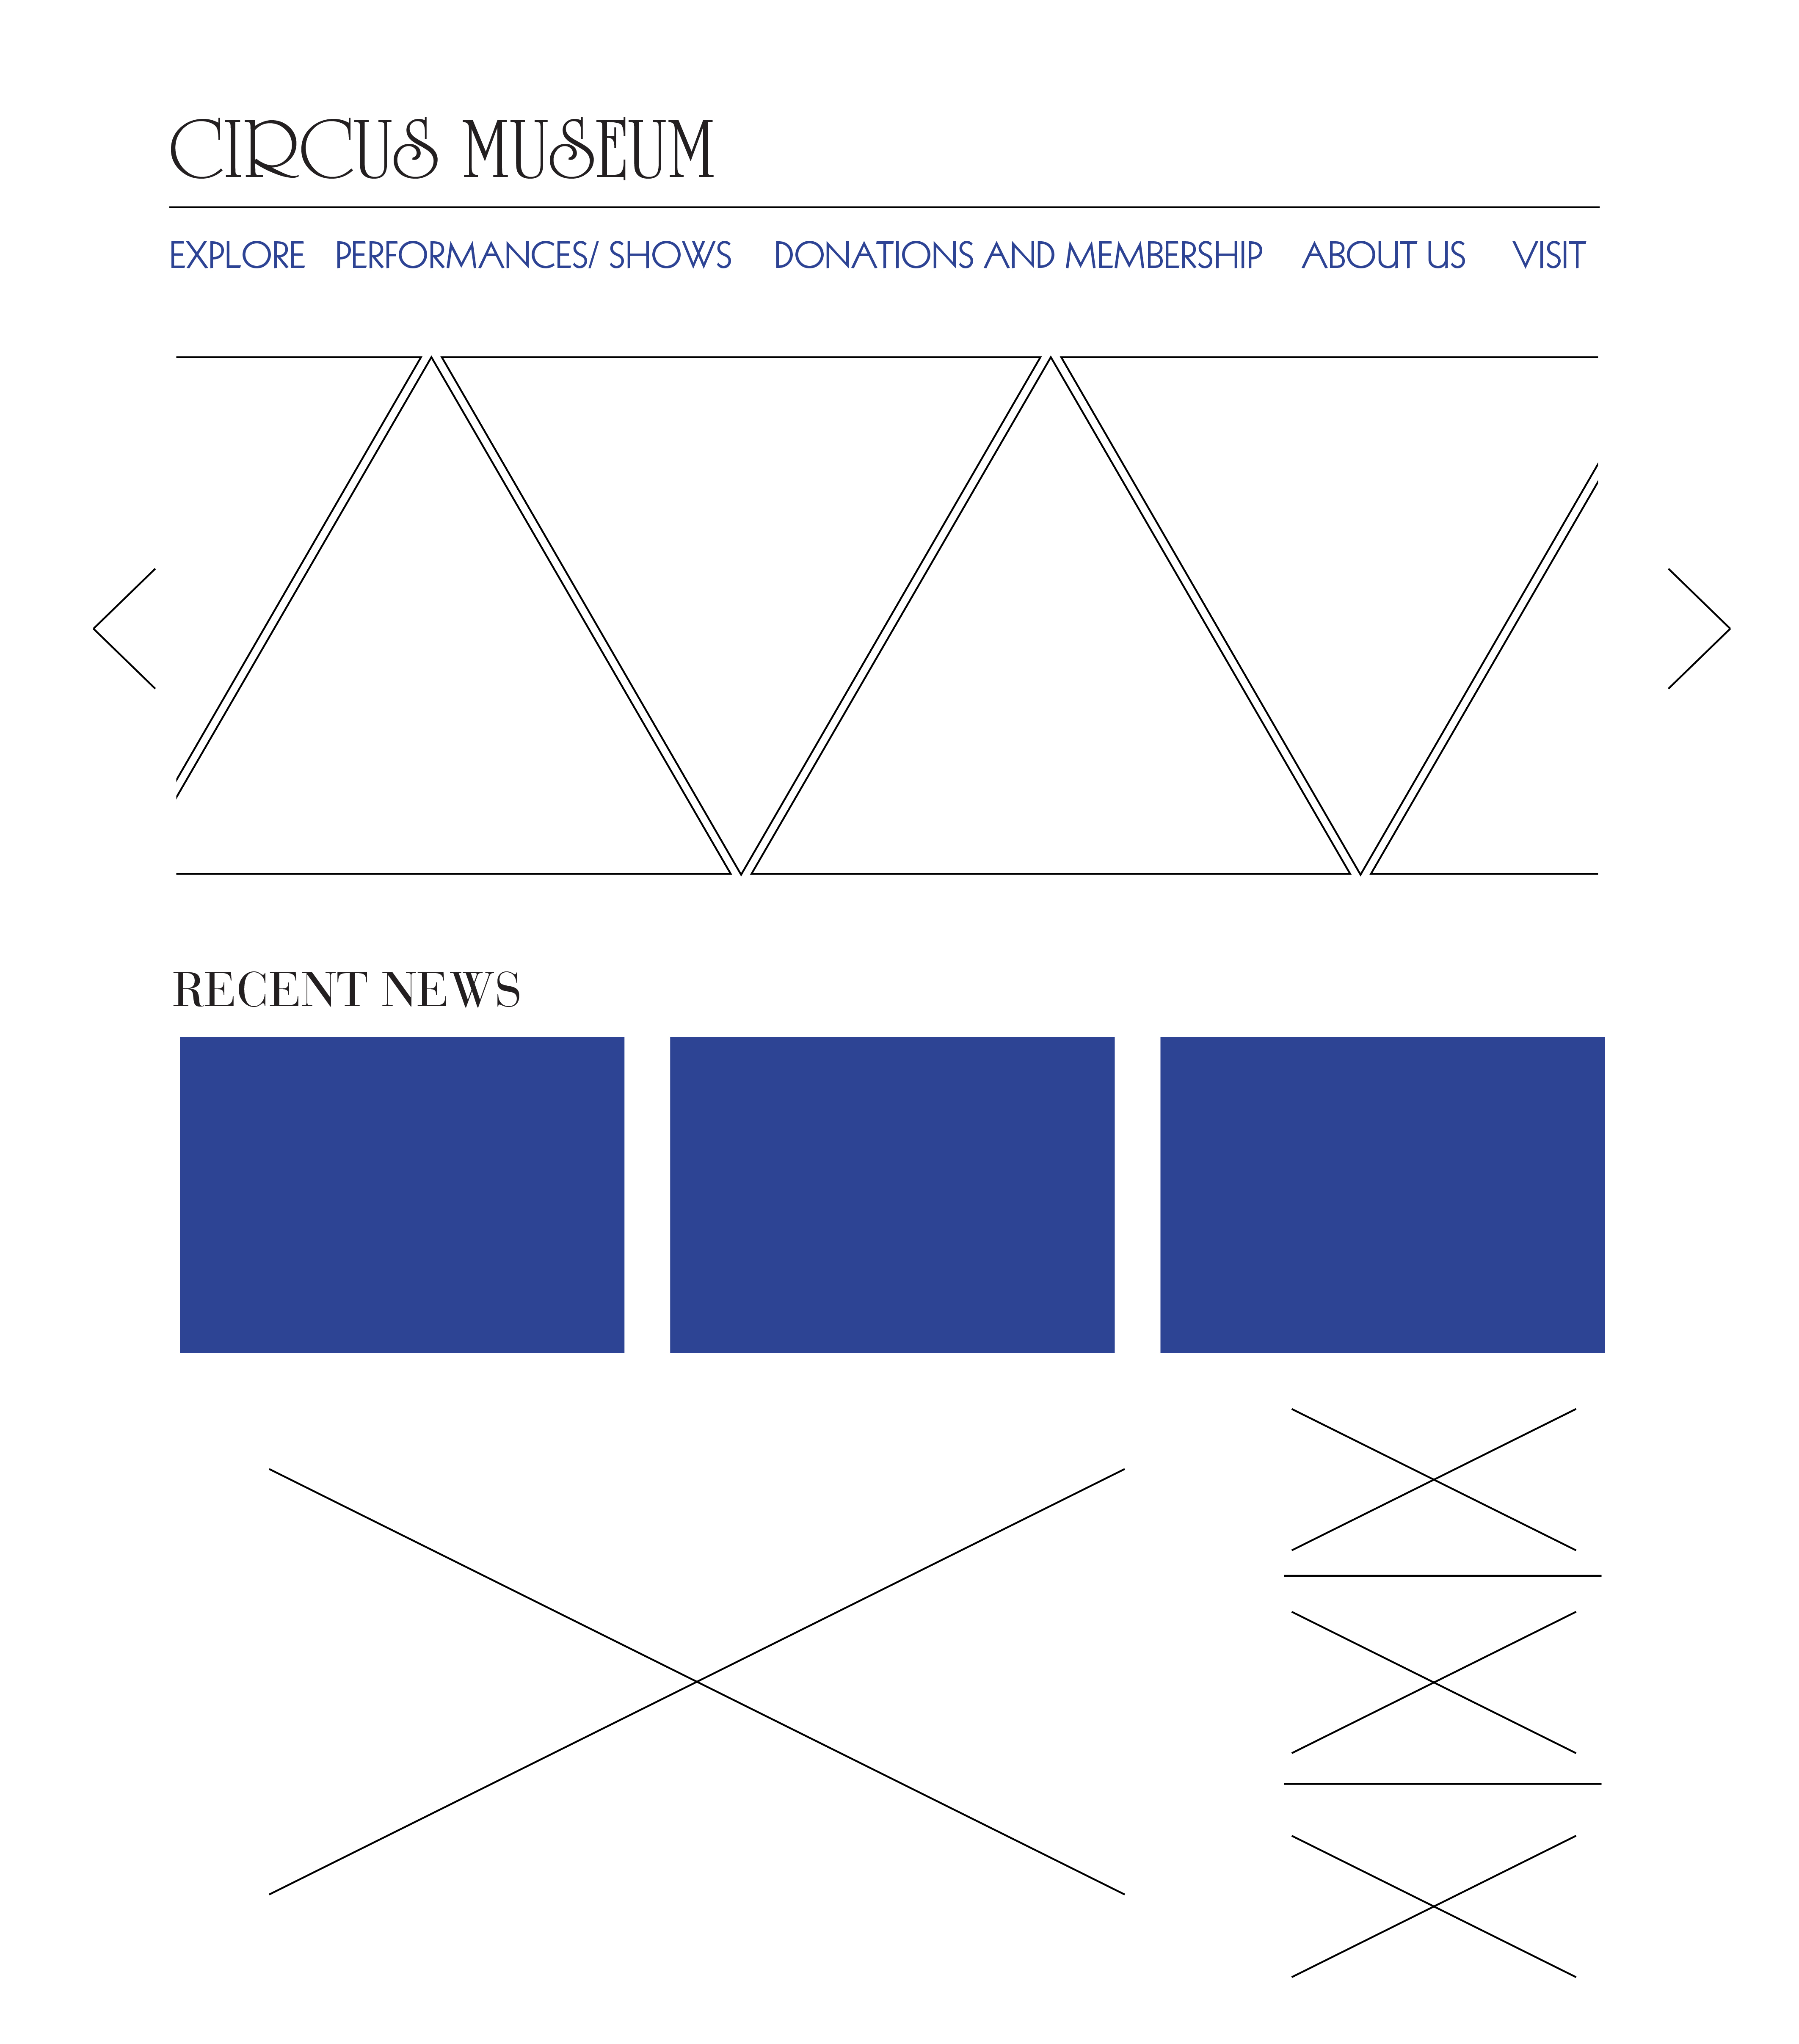 CIRCUS MUSEUM
EXPLORE PERFORMANCES/ SHOWS DONATIONS AND MEMBERSHIP ABOUT US VISIT
RECENT NEWS